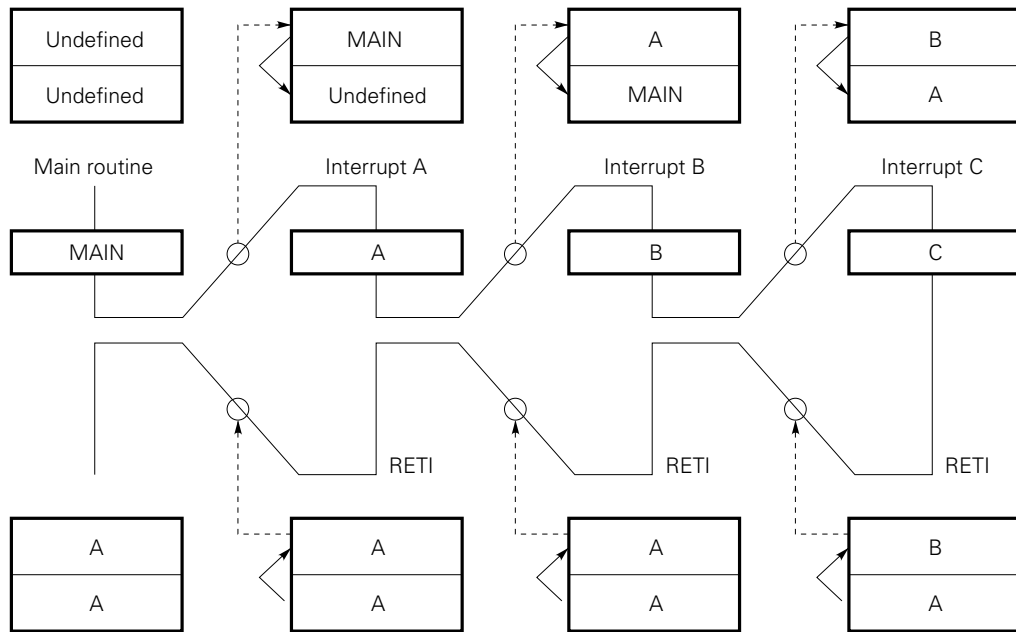 Undefined MAIN A B
Undefined Undefined MAIN A
Main routine Interrupt A Interrupt B Interrupt C
MAIN A B C
RETI RETI RETI
A A A B
A A A A